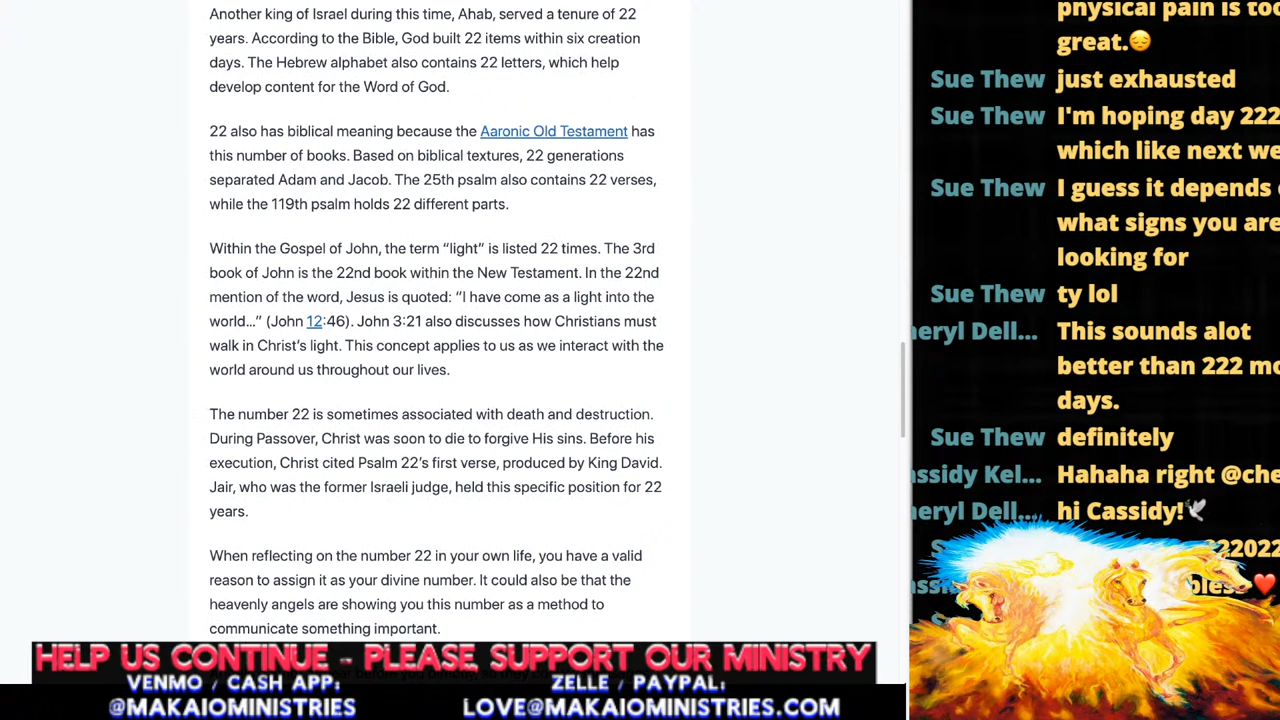 Another king of Israel during this time, Ahab, served a tenure of 22
years. According to the Bible, God built 22 items within six creation
days. The Hebrew alphabet also contains 22 letters, which help
develop content for the Word of God.
22 also has biblical meaning because the Aaronic Old Testament has
this number of books. Based on biblical textures, 22 generations
separated Adam and Jacob. The 25th psalm also contains 22 verses,
while the 119th psalm holds 22 different parts.
Within the Gospel of John, the term “light” is listed 22 times. The 3rd
book of John is the 22nd book within the New Testament. In the 22nd
mention of the word, Jesus is quoted: “I have come as a light into the
world…” (John 12:46). John 3:21 also discusses how Christians must
walk in Christ’s light. This concept applies to us as we interact with the
world around us throughout our lives.
The number 22 is sometimes associated with death and destruction.
During Passover, Christ was soon to die to forgive His sins. Before his
execution, Christ cited Psalm 22’s first verse, produced by King David.
Jair, who was the former Israeli judge, held this specific position for 22
years.
When reflecting on the number 22 in your own life, you have a valid
reason to assign it as your divine number. It could also be that the
heavenly angels are showing you this number as a method to
communicate something important.
HELP US CONTINUE - PLEASE SUPPORT OUR MINISTRY
VENMO / CASH APP:
@MAKAIOMINISTRIES
ZELLE / PAYPAL:
LOVE@MAKAIOMINISTRIES.COM
physical pain is too
great.😔
Sue Thew just exhausted
Sue Thew I'm hoping day 222
which like next we
Sue Thew I guess it depends
what signs you are
looking for
Sue Thew ty lol
heryl Dell... This sounds alot
better than 222 mo
days.
Sue Thew definitely
assidy Kel... Hahaha right @che
heryl Dell... hi Cassidy!🕊
22022
bless ❤